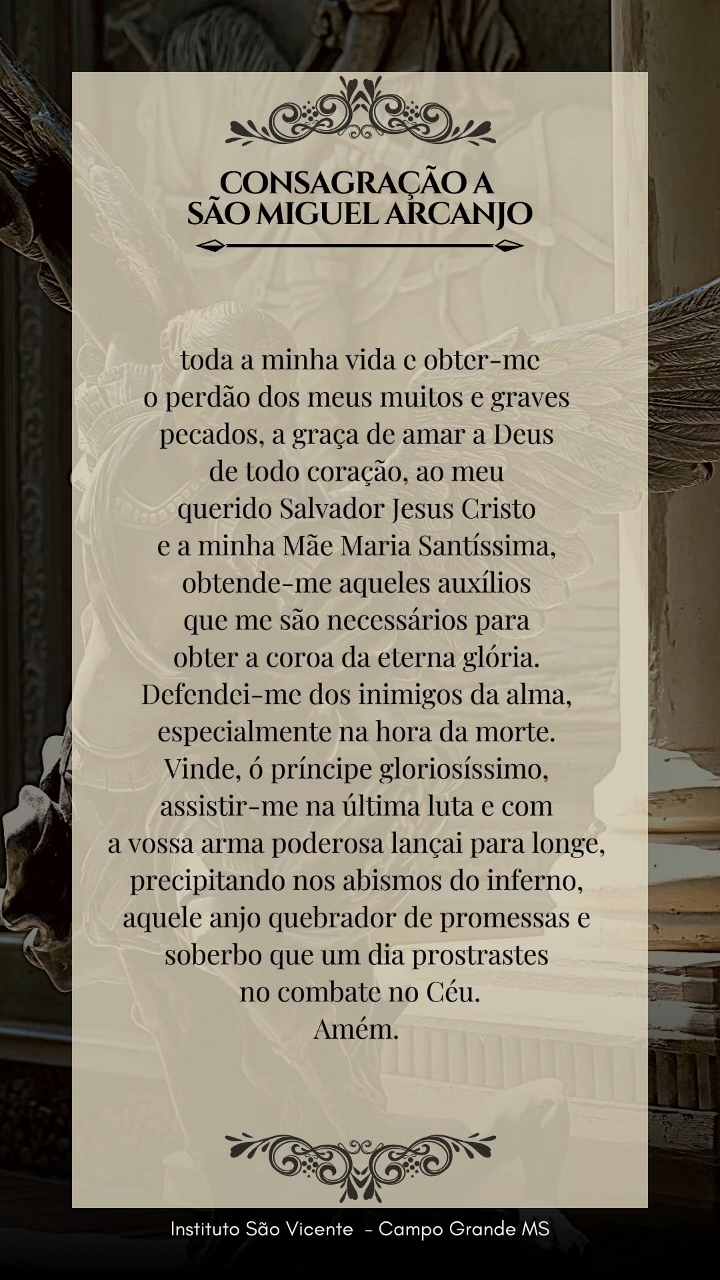 CONSAGRAÇÃO A
SÃO MIGUEL ARCANJO
toda a minha vida e obter-me
o perdão dos meus muitos e graves
pecados, a graça de amar a Deus
de todo coração, ao meu
querido Salvador Jesus Cristo
e a minha Mãe Maria Santíssima,
obtende-me aqueles auxílios
que me são necessários para
obter a coroa da eterna glória.
Defendei-me dos inimigos da alma,
especialmente na hora da morte.
Vinde, ó príncipe gloriosíssimo,
assistir-me na última luta e com
a vossa arma poderosa lançai para longe,
precipitando nos abismos do inferno,
aquele anjo quebrador de promessas e
soberbo que um dia prostrastes
no combate no Céu.
Amém.
Instituto São Vicente - Campo Grande MS